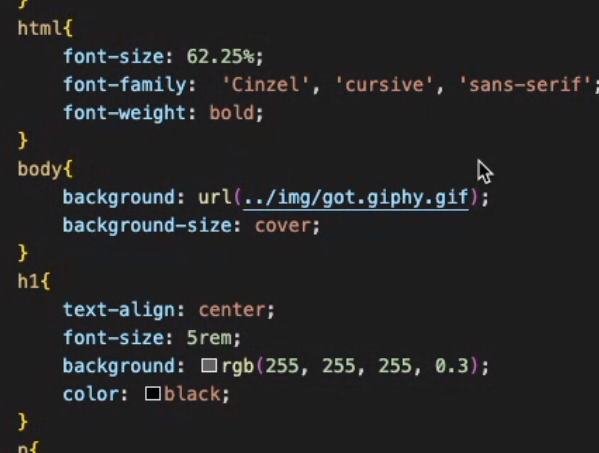 }
html{
font-size: 62.25%;
font-family:  'Cinzel', 'cursive', 'sans-serif';
font-weight: bold;
}
body{
background: url(../img/got.giphy.gif);
background-size: cover;
}
h1{
text-align: center;
font-size: 5rem;
background: rgb(255, 255, 255, 0.3);
color: black;
}
p{